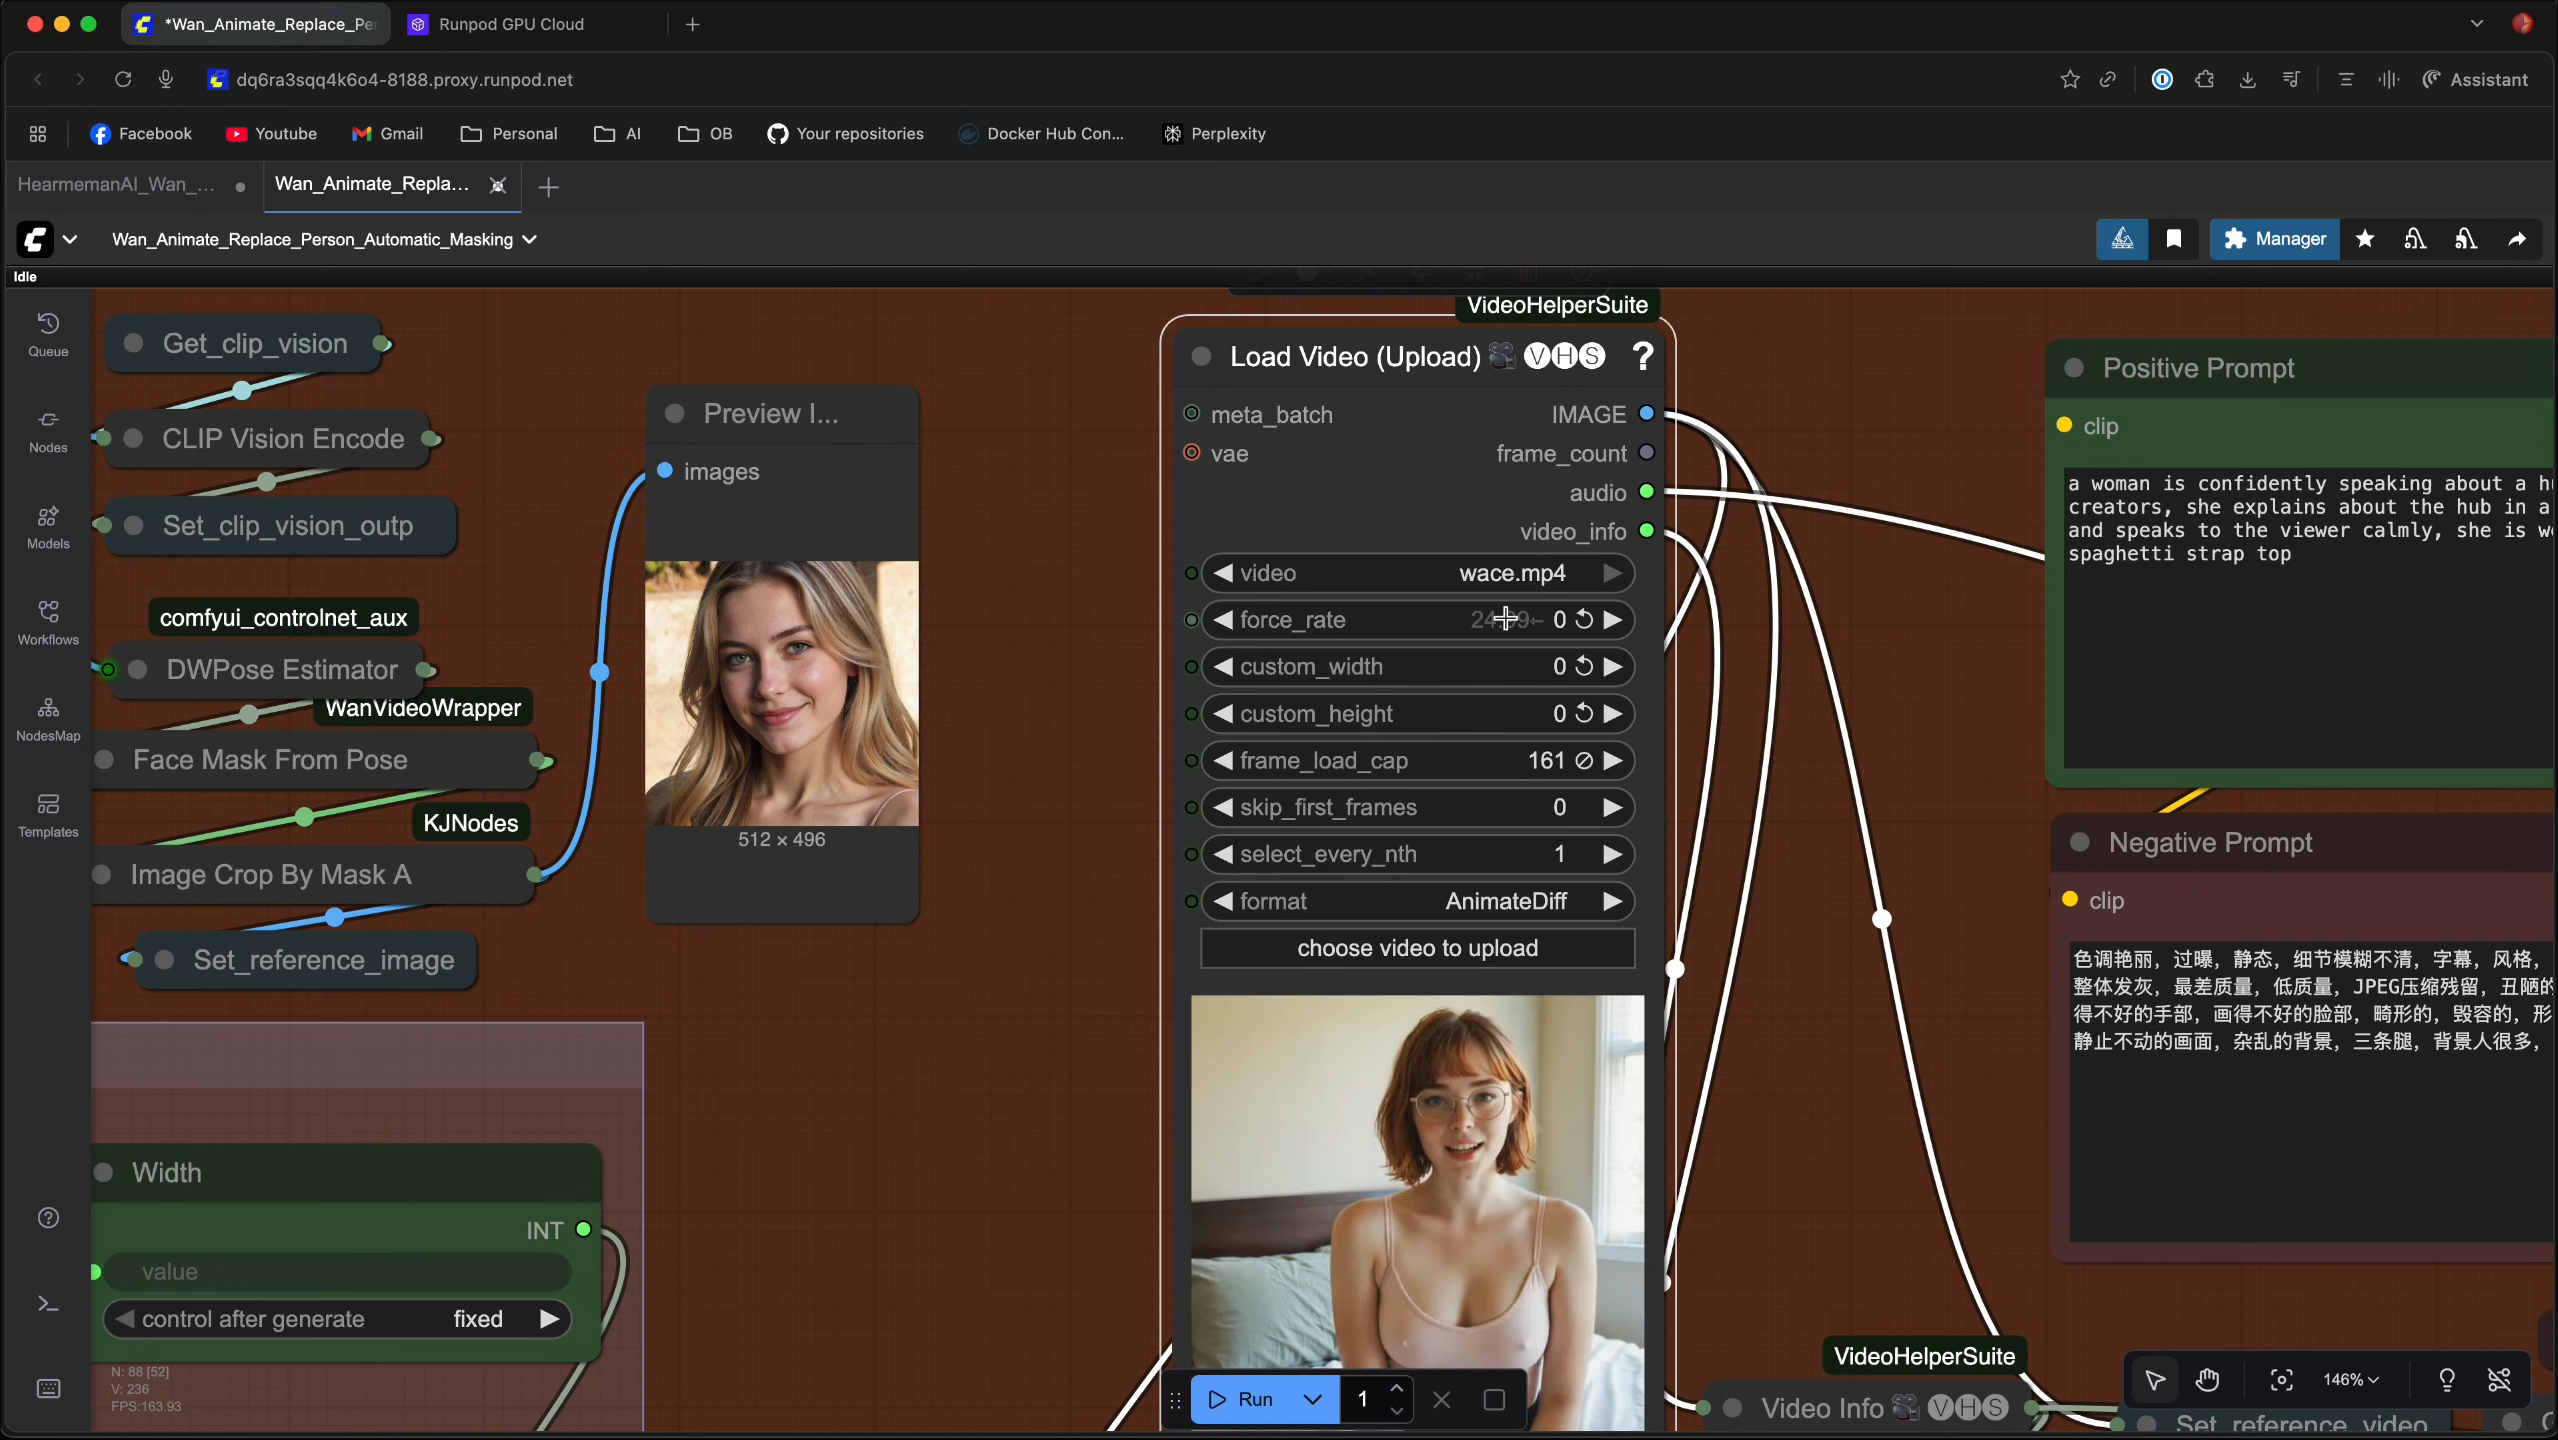 *Wan_Animate_Replace_Per
Runpod GPU Cloud
dq6ra3sqq4k6o4-8188.proxy.runpod.net
Assistant
Facebook
Youtube
Gmail
Personal
AI
OB
Your repositories
Docker Hub Con...
Perplexity
HearmemanAI_Wan_...
Wan_Animate_Repla...
Wan_Animate_Replace_Person_Automatic_Masking
Manager
Idle
Queue
Nodes
Models
Workflows
NodesMap
Templates
Get_clip_vision
CLIP Vision Encode
Set_clip_vision_outp
comfyui_controlnet_aux
DWPose Estimator
WanVideoWrapper
Face Mask From Pose
KJNodes
Image Crop By Mask A
Set_reference_image
Preview I...
images
512 × 496
Width
INT
value
control after generate fixed
N: 88 [52]
V: 236
FPS:163.93
VideoHelperSuite
Load Video (Upload) VHS ?
meta_batch IMAGE
vae frame_count
audio
video_info
video wace.mp4
force_rate 0
custom_width 0
custom_height 0
frame_load_cap 161
skip_first_frames 0
select_every_nth 1
format AnimateDiff
choose video to upload
Run 1
Positive Prompt
clip
a woman is confidently speaking about a h
creators, she explains about the hub in a
and speaks to the viewer calmly, she is w
spaghetti strap top
Negative Prompt
clip
色调艳丽，过曝，静态，细节模糊不清，字幕，风格，
整体发灰，最差质量，低质量，JPEG压缩残留，丑陋的
得不好的手部，画得不好的脸部，畸形的，毁容的，形
静止不动的画面，杂乱的背景，三条腿，背景人很多，
VideoHelperSuite
Video Info VHS
Set_reference_video
146%